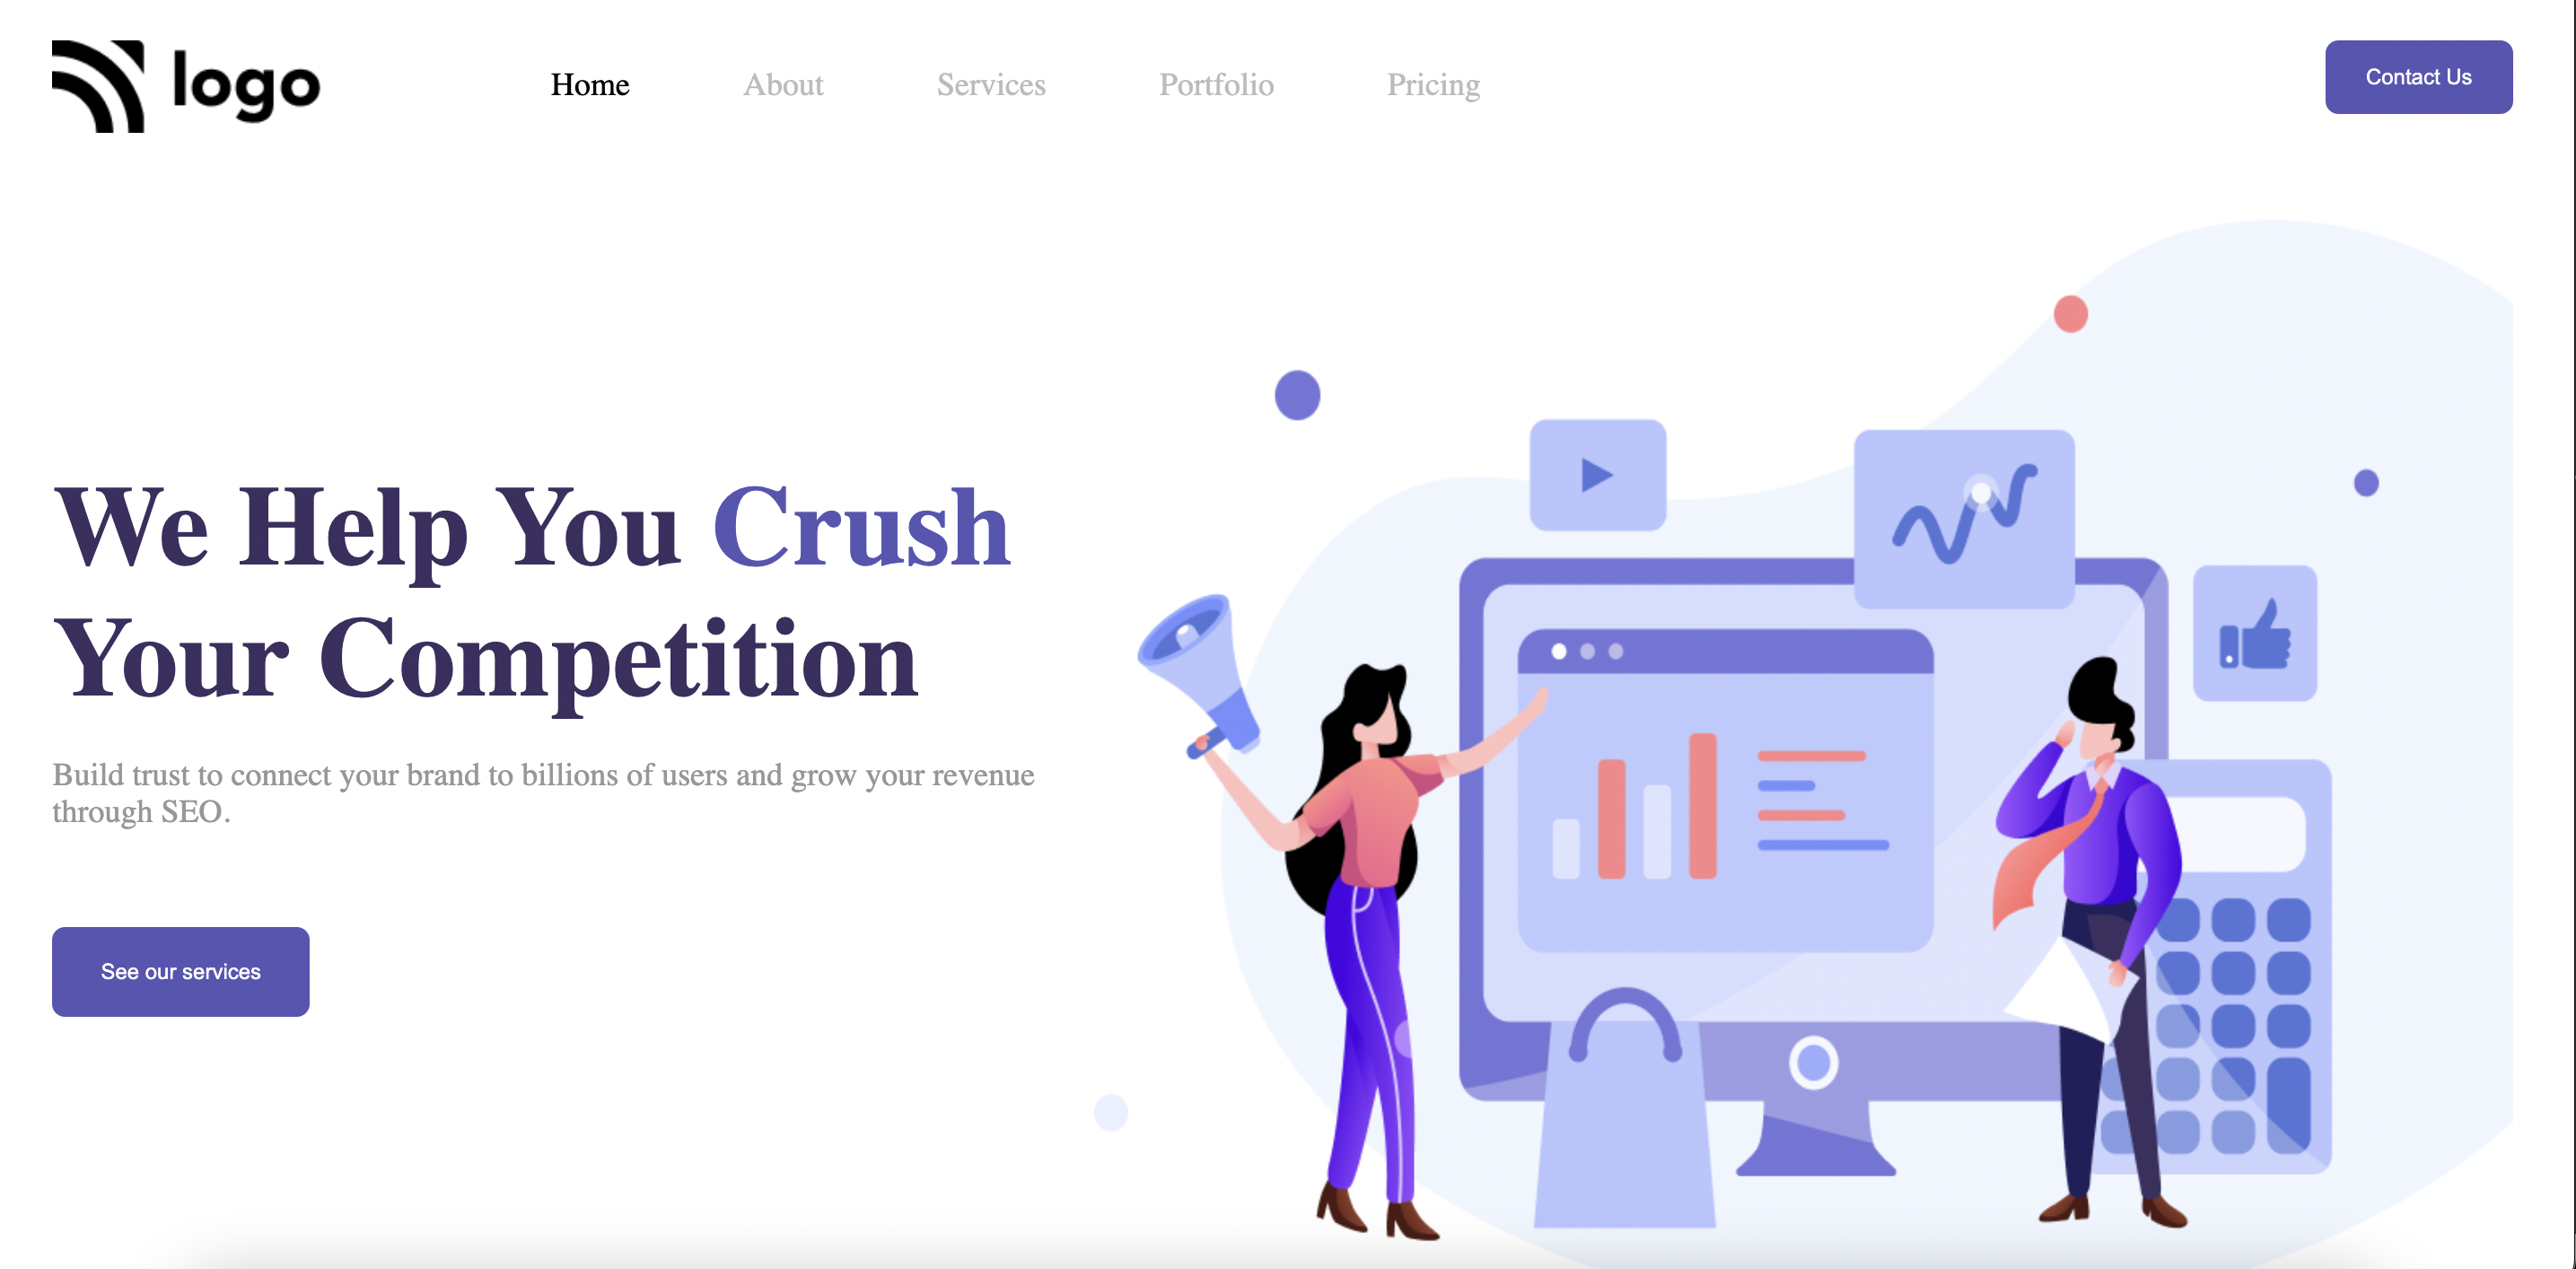 logo
Home
About
Services
Portfolio
Pricing
Contact Us
We Help You Crush
Your Competition
Build trust to connect your brand to billions of users and grow your revenue
through SEO.
See our services